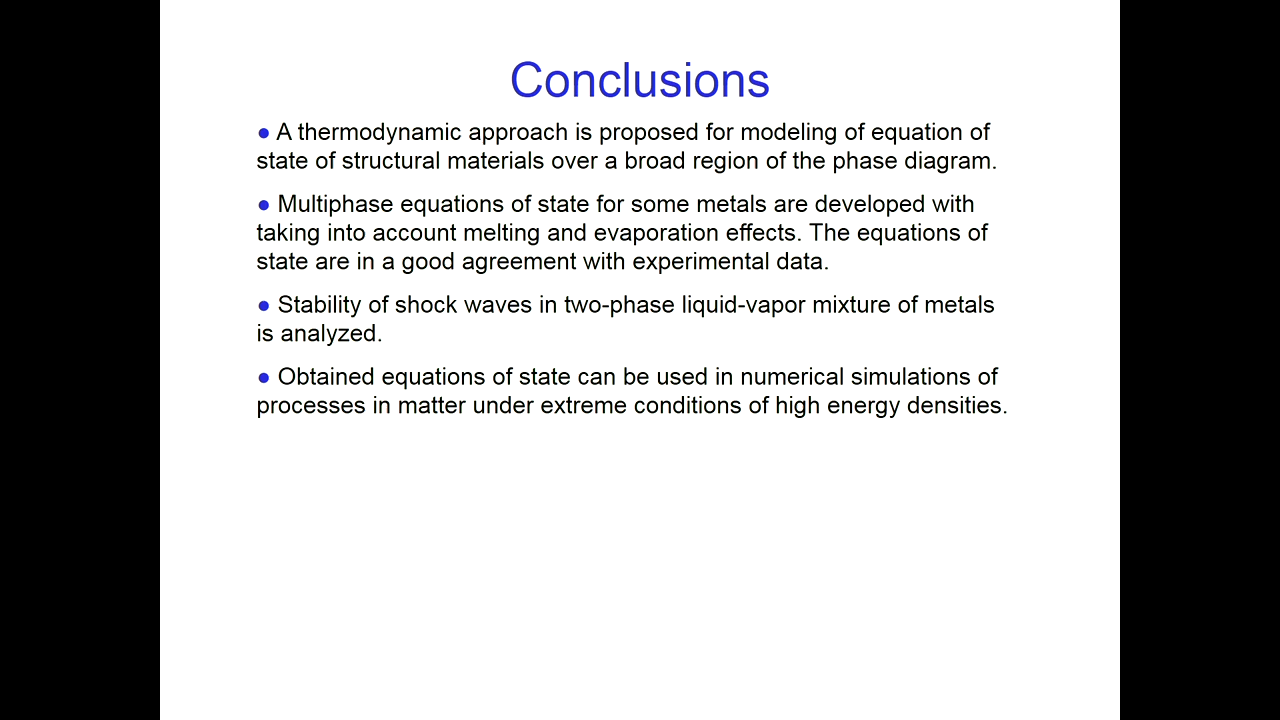 Conclusions
● A thermodynamic approach is proposed for modeling of equation of
state of structural materials over a broad region of the phase diagram.
● Multiphase equations of state for some metals are developed with
taking into account melting and evaporation effects. The equations of
state are in a good agreement with experimental data.
● Stability of shock waves in two-phase liquid-vapor mixture of metals
is analyzed.
● Obtained equations of state can be used in numerical simulations of
processes in matter under extreme conditions of high energy densities.